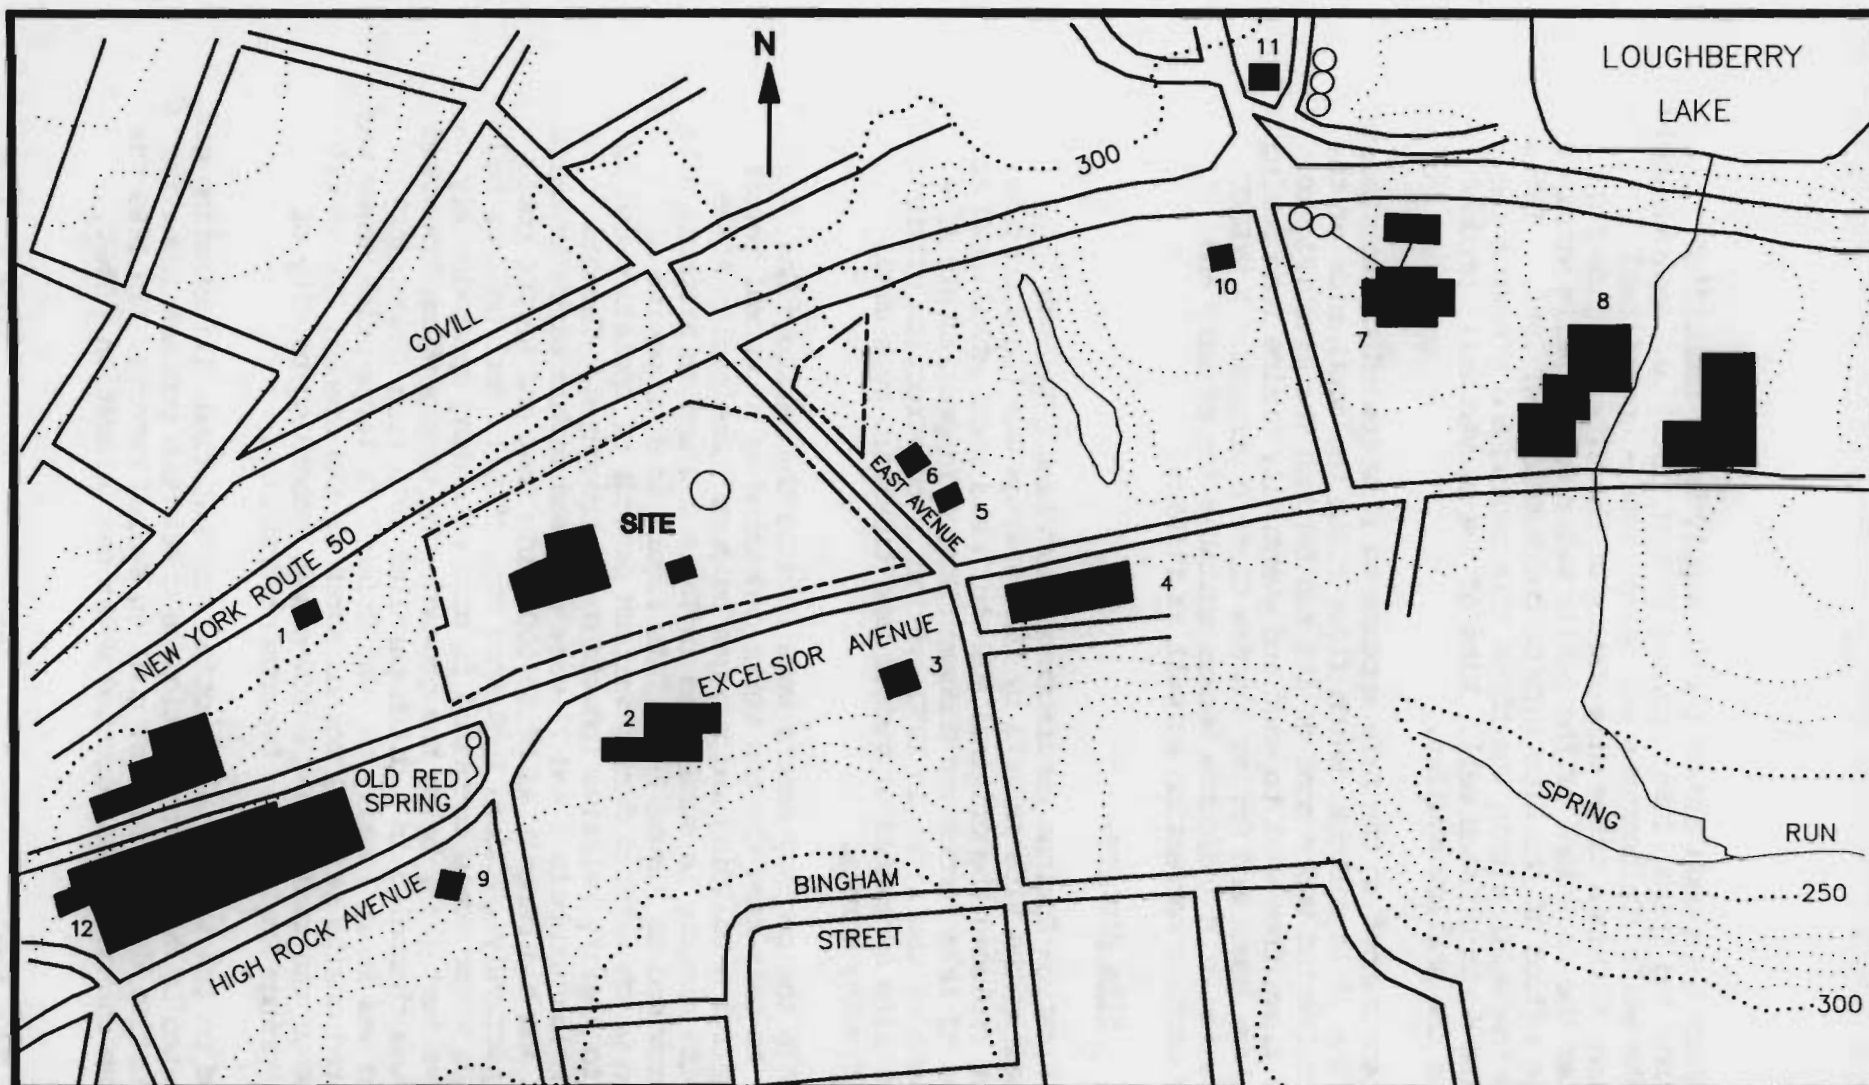 N
11
LOUGHBERRY
LAKE
300
10
7
8
COVILL
EAST AVENUE
6
5
SITE
NEW YORK ROUTE 50
1
4
EXCELSIOR AVENUE
3
2
OLD RED
SPRING
SPRING
RUN
BINGHAM
STREET
250
9
12
HIGH ROCK AVENUE
300